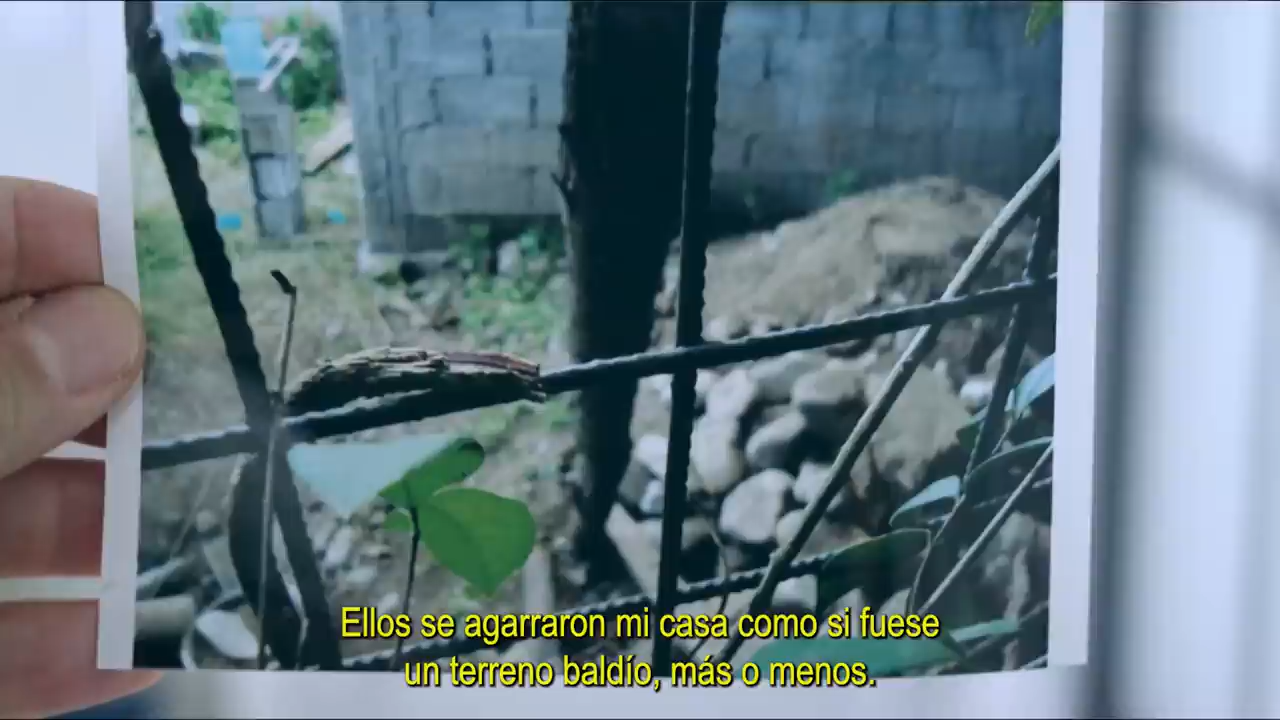 Ellos se agarraron mi casa como si fuese
un terreno baldío, más o menos.